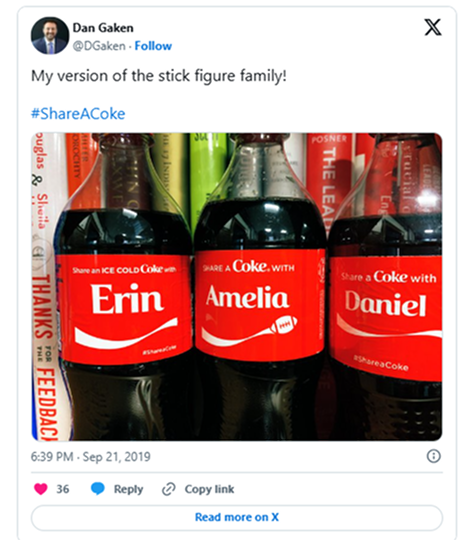 Dan Gaken
@DGaken · Follow
My version of the stick figure family!
#ShareACoke
Douglas & Sheila
THANKS FOR THE FEEDBACK
POSNER
THE LEA
Share an ICE COLD Coke with
Erin
#ShareaCoke
SHARE A Coke WITH
Amelia
Share a Coke with
Daniel
#ShareaCoke
6:39 PM · Sep 21, 2019
36
Reply
Copy link
Read more on X